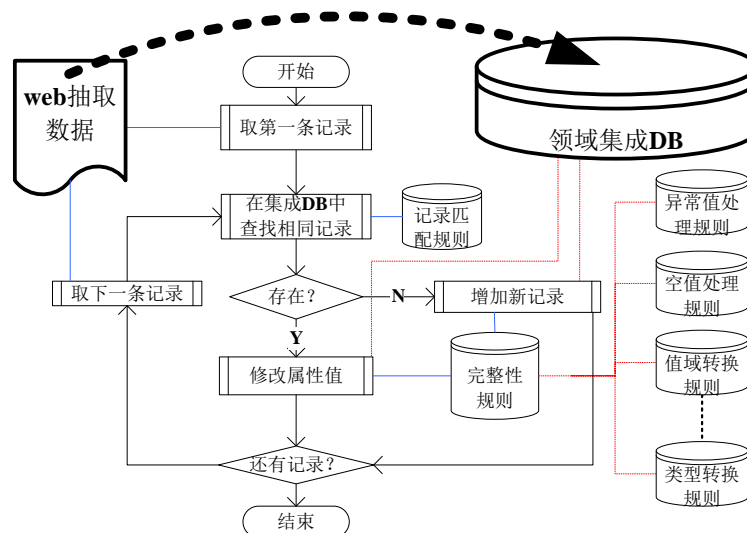 开始
web抽取
数据
取第一条记录
领域集成DB
在集成DB中
查找相同记录
记录匹
配规则
异常值处
理规则
取下一条记录
存在?
N
增加新记录
空值处理
规则
Y
修改属性值
完整性
规则
值域转换
规则
还有记录?
类型转换
规则
结束